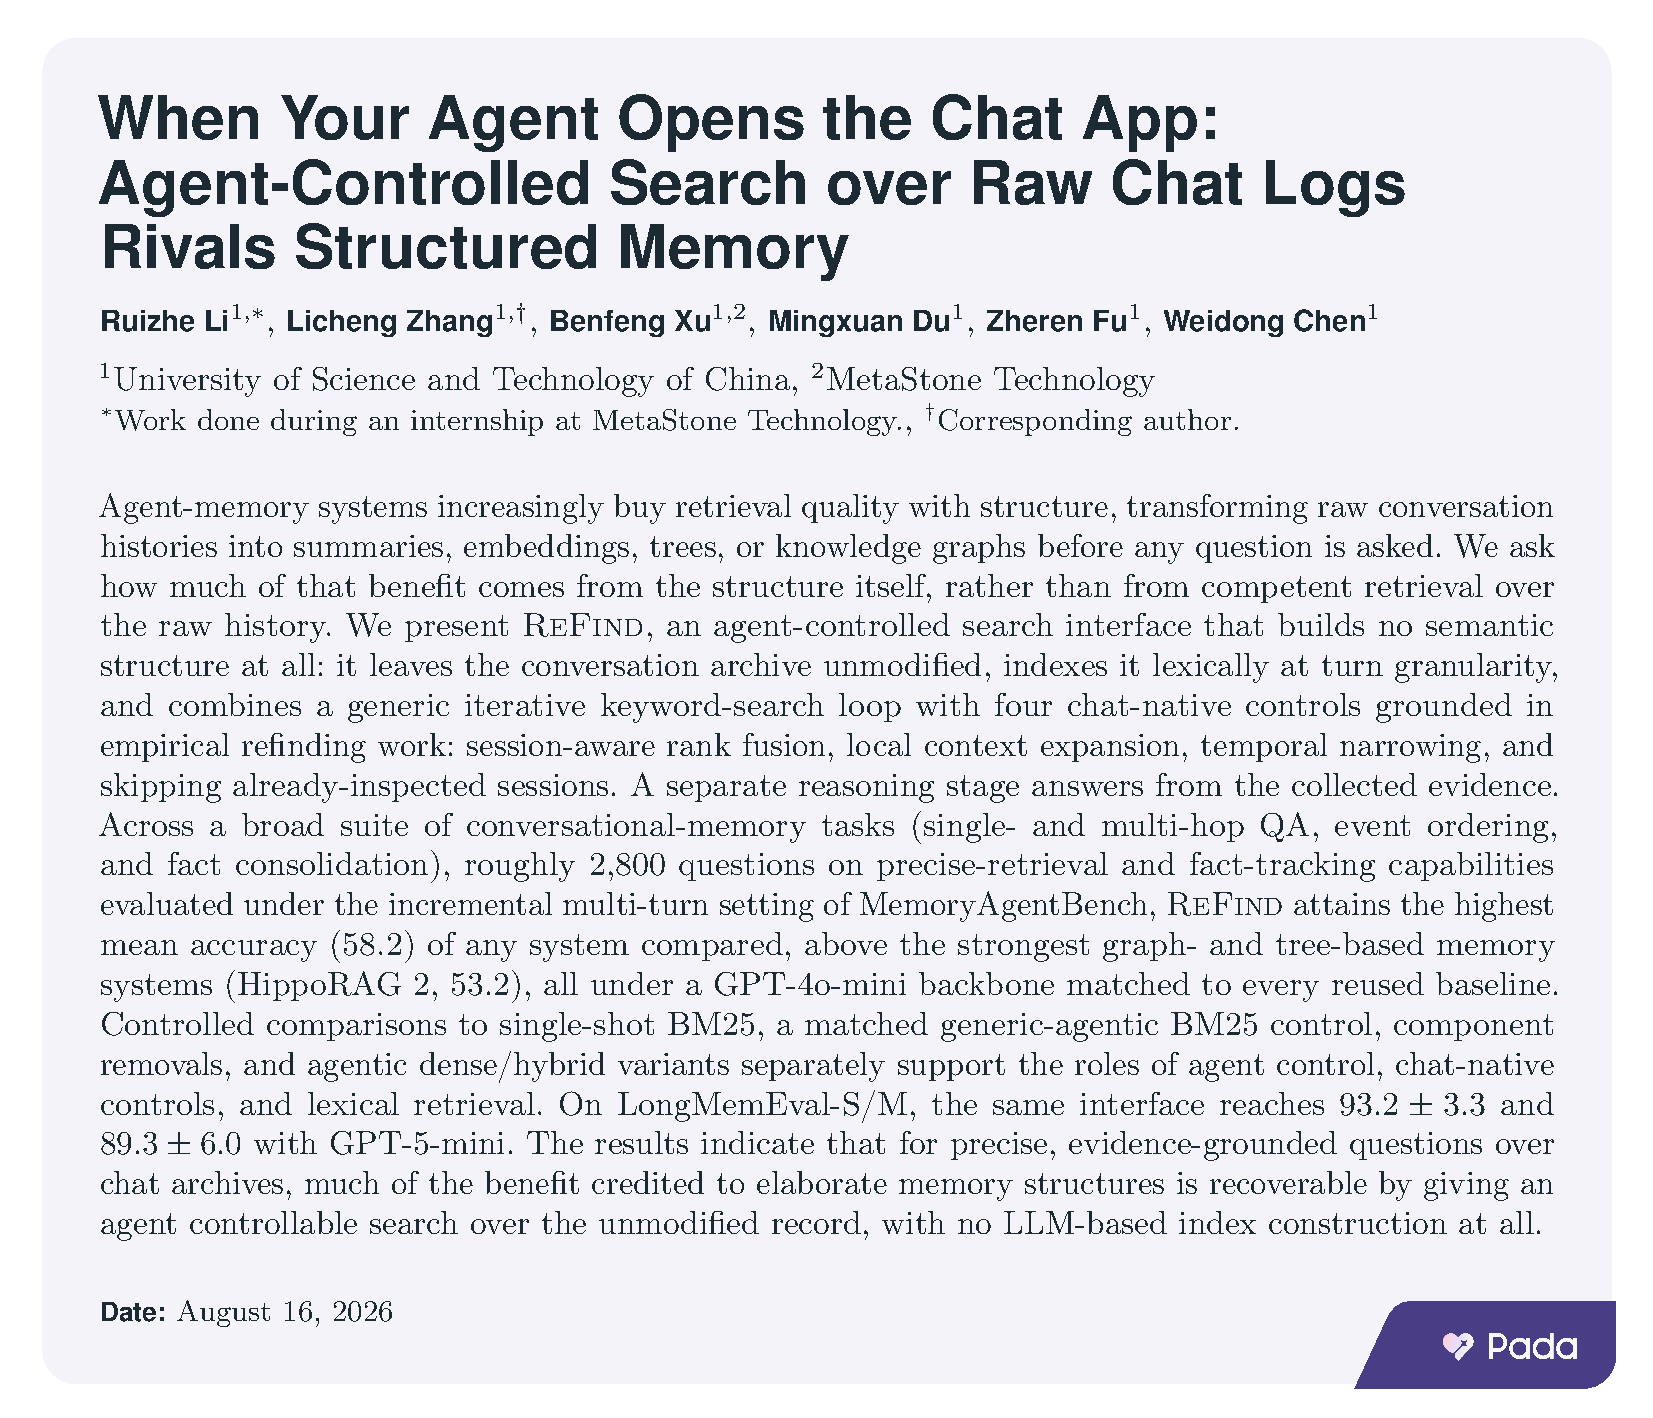 When Your Agent Opens the Chat App:
Agent-Controlled Search over Raw Chat Logs
Rivals Structured Memory
Ruizhe Li¹,*, Licheng Zhang¹,†, Benfeng Xu¹,², Mingxuan Du¹, Zheren Fu¹, Weidong Chen¹
¹University of Science and Technology of China, ²MetaStone Technology
*Work done during an internship at MetaStone Technology., †Corresponding author.
Agent-memory systems increasingly buy retrieval quality with structure, transforming raw conversation
histories into summaries, embeddings, trees, or knowledge graphs before any question is asked. We ask
how much of that benefit comes from the structure itself, rather than from competent retrieval over
the raw history. We present REFIND, an agent-controlled search interface that builds no semantic
structure at all: it leaves the conversation archive unmodified, indexes it lexically at turn granularity,
and combines a generic iterative keyword-search loop with four chat-native controls grounded in
empirical refinding work: session-aware rank fusion, local context expansion, temporal narrowing, and
skipping already-inspected sessions. A separate reasoning stage answers from the collected evidence.
Across a broad suite of conversational-memory tasks (single- and multi-hop QA, event ordering,
and fact consolidation), roughly 2,800 questions on precise-retrieval and fact-tracking capabilities
evaluated under the incremental multi-turn setting of MemoryAgentBench, REFIND attains the highest
mean accuracy (58.2) of any system compared, above the strongest graph- and tree-based memory
systems (HippoRAG 2, 53.2), all under a GPT-4o-mini backbone matched to every reused baseline.
Controlled comparisons to single-shot BM25, a matched generic-agentic BM25 control, component
removals, and agentic dense/hybrid variants separately support the roles of agent control, chat-native
controls, and lexical retrieval. On LongMemEval-S/M, the same interface reaches 93.2 ± 3.3 and
89.3 ± 6.0 with GPT-5-mini. The results indicate that for precise, evidence-grounded questions over
chat archives, much of the benefit credited to elaborate memory structures is recoverable by giving an
agent controllable search over the unmodified record, with no LLM-based index construction at all.
Date: August 16, 2026
Pada